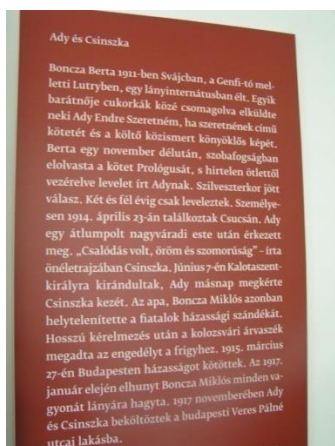 Ady és Csinszka
Boncza Berta 1911-ben Svájcban, a Genfi-tó mel-
letti Lutryben, egy lányinternátusban élt. Egyik
barátnője cukorkák közé csomagolva elküldte
neki Ady Endre Szeretném, ha szeretnének című
kötetét és a költő közismert könyöklős képét.
Berta egy november délután, szobafogságban
elolvasta a kötet Prológusát, s hirtelen ötlettől
vezérelve levelet írt Adynak. Szilveszterkor jött
válasz. Két és fél évig csak leveleztek. Személye-
sen 1914. április 23-án találkoztak Csucsán. Ady
egy átlumpolt nagyváradi este után érkezett
meg. „Csalódás volt, öröm és szomorúság" – írta
önéletrajzában Csinszka. Június 7-én Kalotaszent-
királyra kirándultak, Ady másnap megkérte
Csinszka kezét. Az apa, Boncza Miklós azonban
helytelenítette a fiatalok házassági szándékát.
Hosszú kérelmezés után a kolozsvári árvaszék
megadta az engedélyt a frigyhez. 1915. március
27-én Budapesten házasságot kötöttek. Az 1917.
január elején elhunyt Boncza Miklós minden va-
gyonát lányára hagyta. 1917 novemberében Ady
és Csinszka beköltöztek a budapesti Veres Pálné
utcai lakásba.